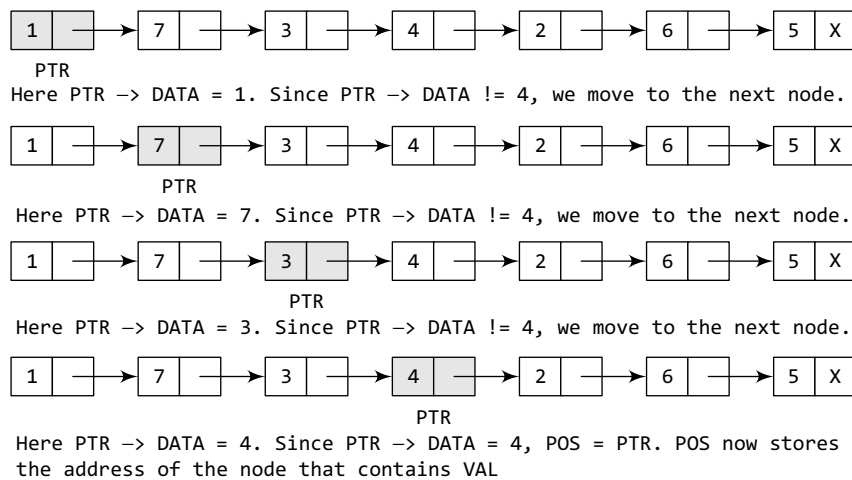 1 7 3 4 2 6 5 X
PTR
Here PTR –> DATA = 1. Since PTR –> DATA != 4, we move to the next node.
1 7 3 4 2 6 5 X
PTR
Here PTR –> DATA = 7. Since PTR –> DATA != 4, we move to the next node.
1 7 3 4 2 6 5 X
PTR
Here PTR –> DATA = 3. Since PTR –> DATA != 4, we move to the next node.
1 7 3 4 2 6 5 X
PTR
Here PTR –> DATA = 4. Since PTR –> DATA = 4, POS = PTR. POS now stores
the address of the node that contains VAL